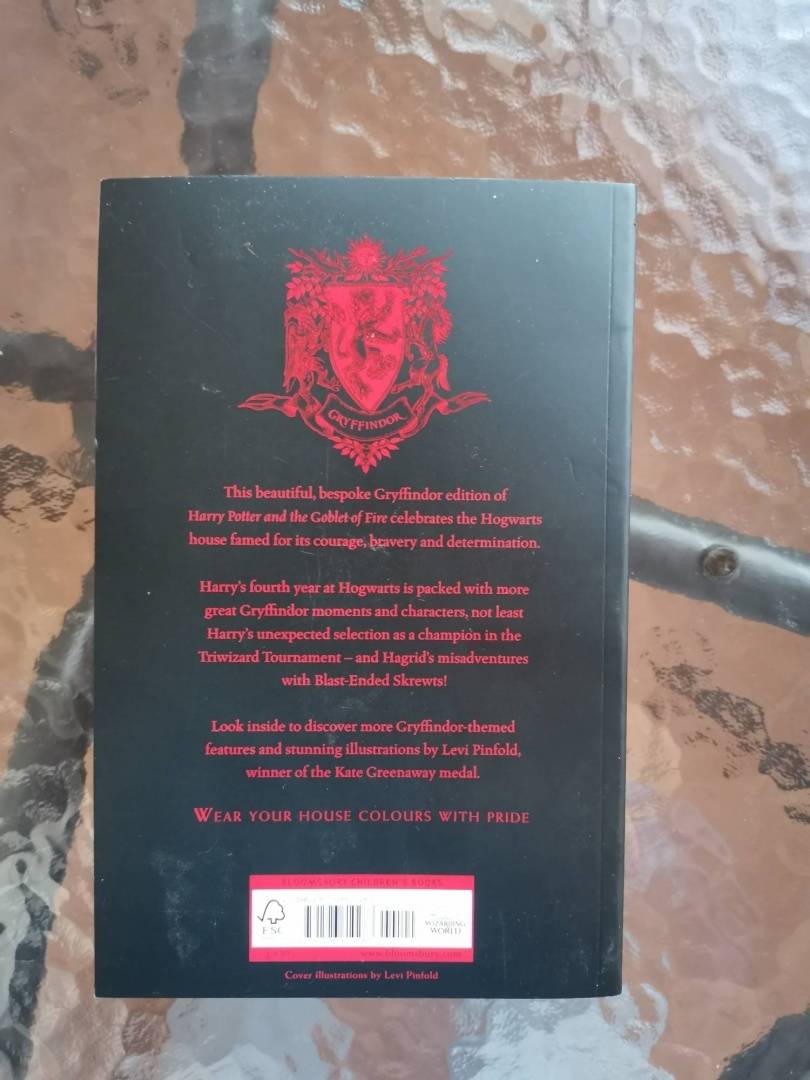 GRYFFINDOR
This beautiful, bespoke Gryffindor edition of
Harry Potter and the Goblet of Fire celebrates the Hogwarts
house famed for its courage, bravery and determination.
Harry's fourth year at Hogwarts is packed with more
great Gryffindor moments and characters, not least
Harry's unexpected selection as a champion in the
Triwizard Tournament – and Hagrid's misadventures
with Blast-Ended Skrewts!
Look inside to discover more Gryffindor-themed
features and stunning illustrations by Levi Pinfold,
winner of the Kate Greenaway medal.
WEAR YOUR HOUSE COLOURS WITH PRIDE
BLOOMSBURY CHILDREN'S BOOKS
FSC
WIZARDING
WORLD
www.bloomsbury.com
Cover illustrations by Levi Pinfold